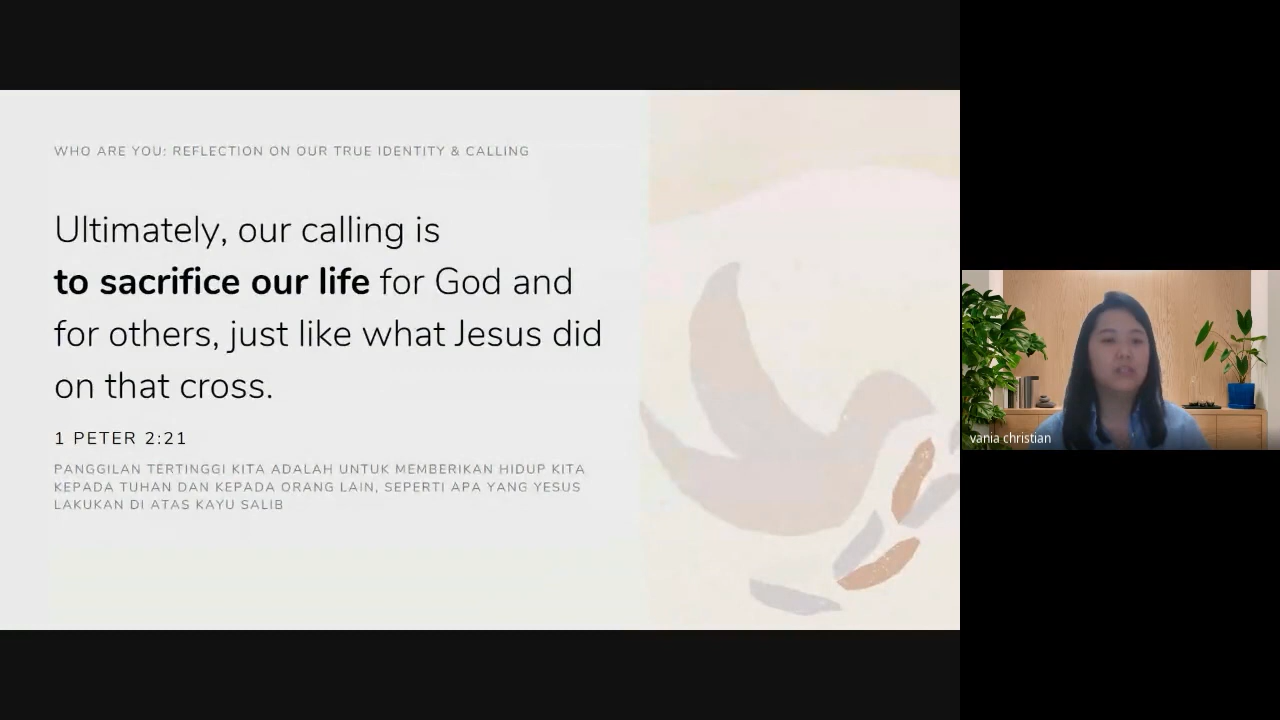 WHO ARE YOU: REFLECTION ON OUR TRUE IDENTITY & CALLING
Ultimately, our calling is
to sacrifice our life for God and
for others, just like what Jesus did
on that cross.
1 PETER 2:21
PANGGILAN TERTINGGI KITA ADALAH UNTUK MEMBERIKAN HIDUP KITA
KEPADA TUHAN DAN KEPADA ORANG LAIN, SEPERTI APA YANG YESUS
LAKUKAN DI ATAS KAYU SALIB
vania christian